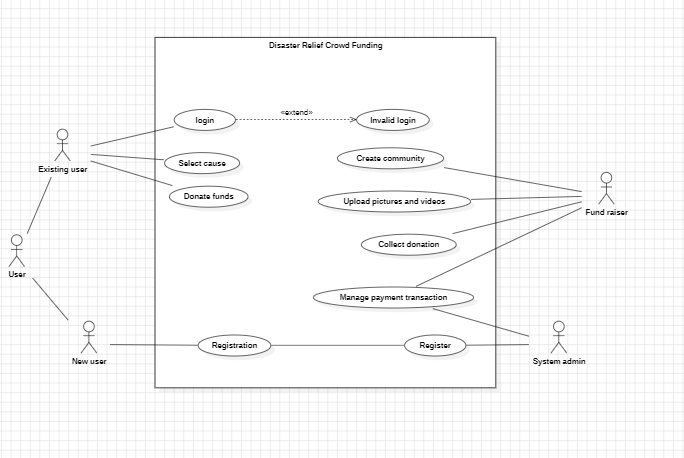 Disaster Relief Crowd Funding
login
«extend»
Invalid login
Existing user
Select cause
Create community
Donate funds
Upload pictures and videos
Fund raiser
User
Collect donation
Manage payment transaction
New user
Registration
Register
System admin